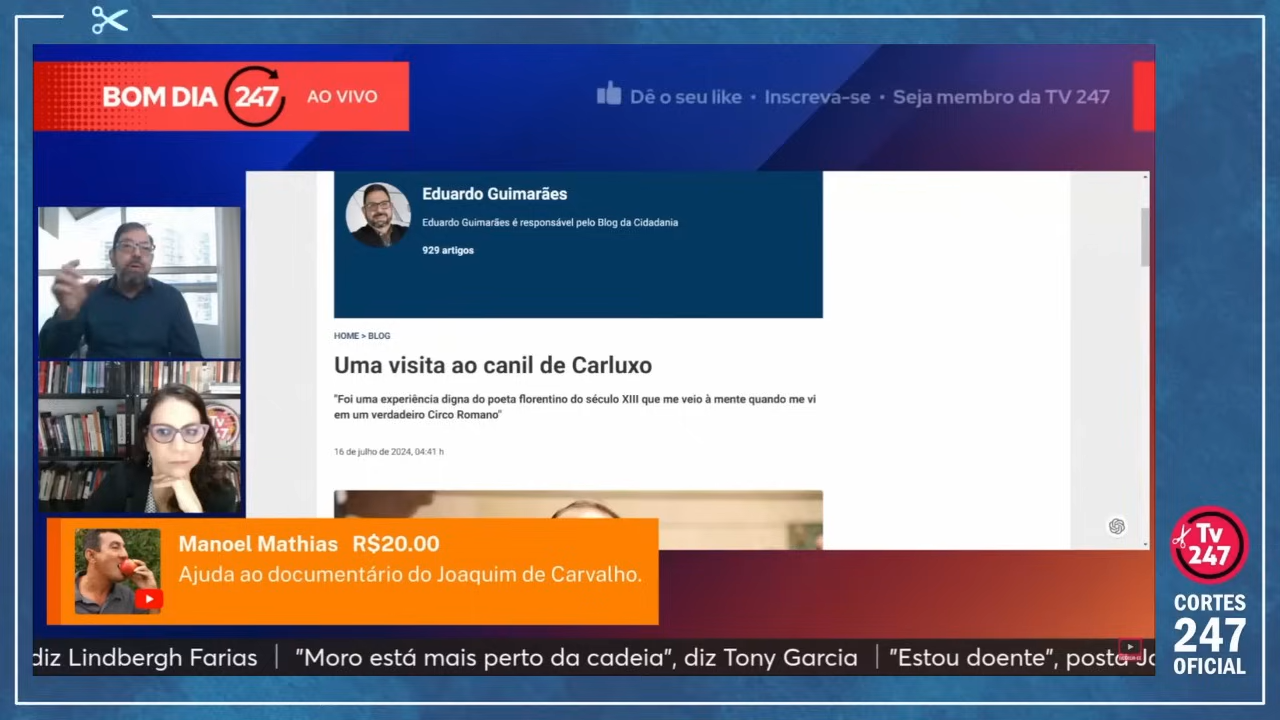 BOM DIA 247 AO VIVO
Dê o seu like • Inscreva-se • Seja membro da TV 247
Eduardo Guimarães
Eduardo Guimarães é responsável pelo Blog da Cidadania
929 artigos
HOME > BLOG
Uma visita ao canil de Carluxo
"Foi uma experiência digna do poeta florentino do século XIII que me veio à mente quando me vi
em um verdadeiro Circo Romano"
16 de julho de 2024, 04:41 h
Manoel Mathias R$20.00
Ajuda ao documentário do Joaquim de Carvalho.
Tv
247
CORTES
247
OFICIAL
diz Lindbergh Farias | "Moro está mais perto da cadeia", diz Tony Garcia | "Estou doente", posta Jo